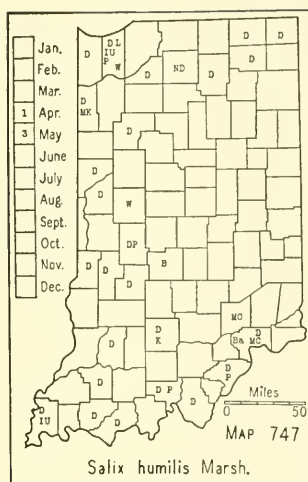 Jan.
Feb.
Mar.
1 Apr.
3 May
June
July
Aug.
Sept.
Oct.
Nov.
Dec.
D
D L
IU
P
W
D
ND
D
D
D
D
D
MK
D
D
D
W
DP
B
D
D
D
MC
D
K
D
Ba
D
MC
D
P
D
D P
D
D
IU
D
D
Miles
0 50
MAP 747
Salix humilis Marsh.